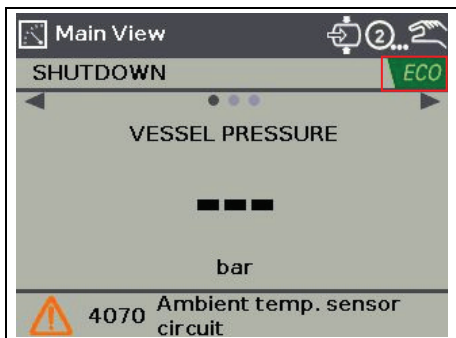 Main View
2...
SHUTDOWN ECO
VESSEL PRESSURE
---
bar
4070 Ambient temp. sensor
circuit